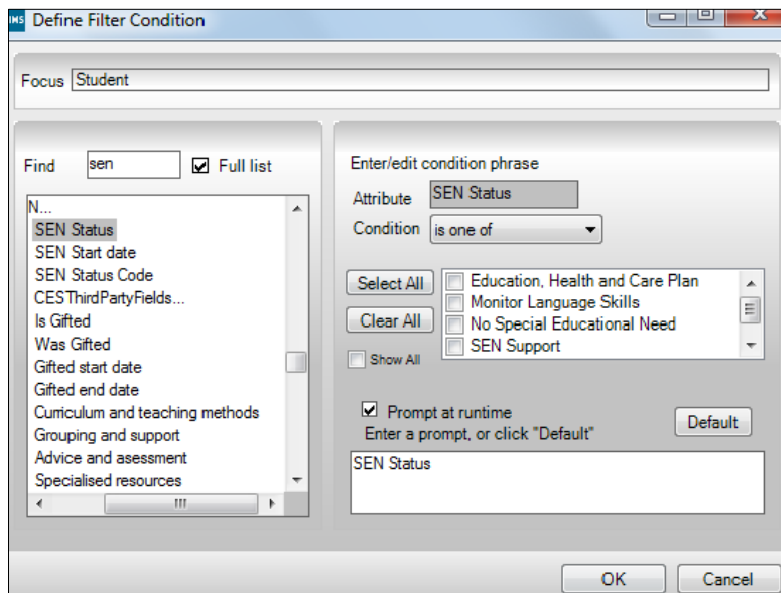 IMS Define Filter Condition
Focus Student
Find sen Full list
N...
SEN Status
SEN Start date
SEN Status Code
CESThirdPartyFields...
Is Gifted
Was Gifted
Gifted start date
Gifted end date
Curriculum and teaching methods
Grouping and support
Advice and asessment
Specialised resources
Enter/edit condition phrase
Attribute SEN Status
Condition is one of
Select All
Clear All
Show All
Education, Health and Care Plan
Monitor Language Skills
No Special Educational Need
SEN Support
Prompt at runtime
Enter a prompt, or click "Default"
Default
SEN Status
OK Cancel